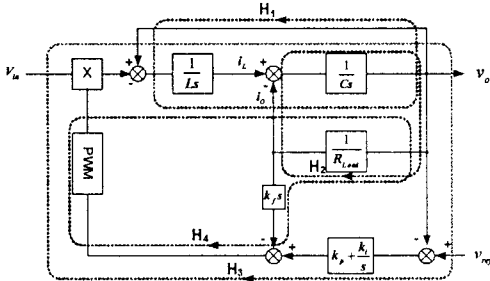 H₁
V_in
X
+
-
1/Ls
i_L
+
-
i_o
1/Cs
v_o
PWM
1/R_Load
H₂
k_f s
H₄
-
+
k_p + k_i/s
-
+
v_ref
H₃